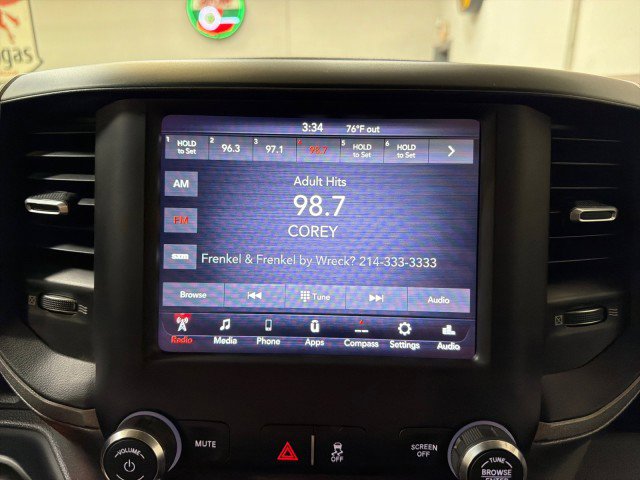 gas
3:34 76°F out
1 HOLD to Set 2 96.3 3 97.1 4 98.7 5 HOLD to Set 6 HOLD to Set
AM
Adult Hits
98.7
FM
COREY
Frenkel & Frenkel by Wreck? 214-333-3333
Browse Tune Audio
Radio Media Phone Apps Compass Settings Audio
VOLUME
MUTE
OFF
SCREEN OFF
TUNE
BROWSE
ENTER